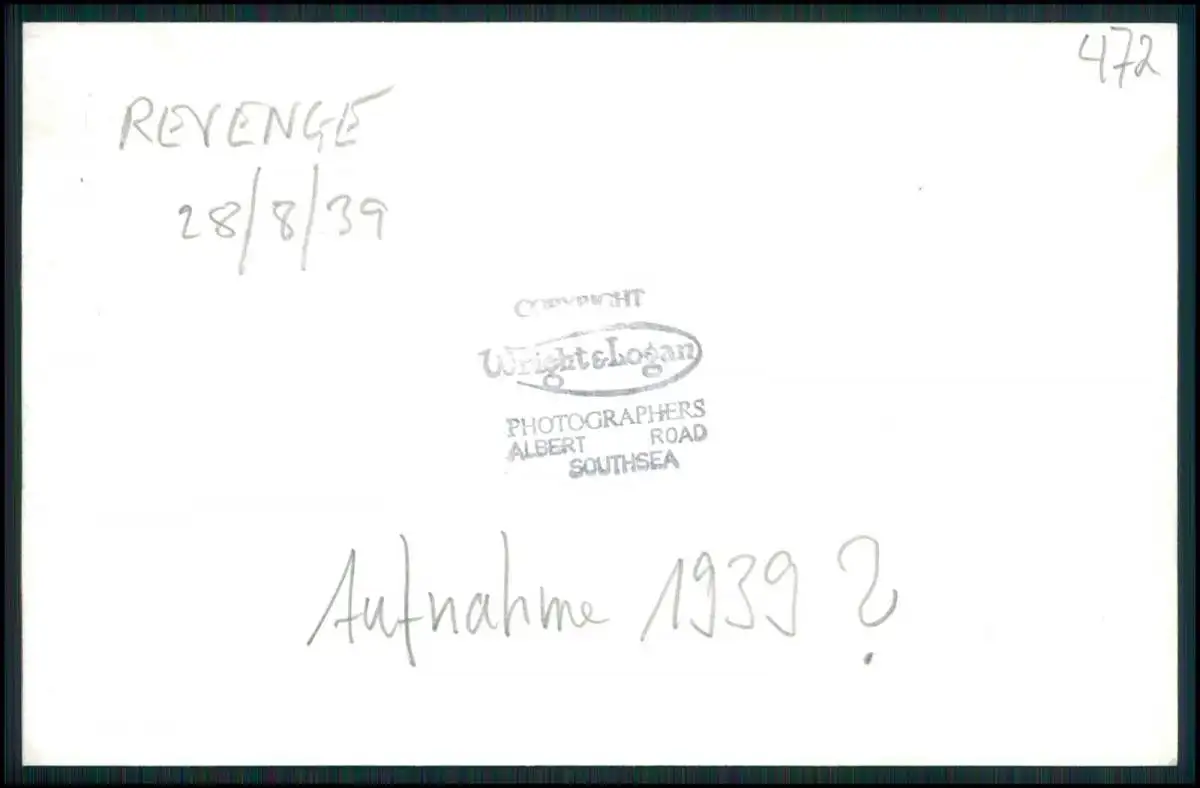 472
REVENGE
28/8/39
COPYRIGHT
Wright & Logan
PHOTOGRAPHERS
ALBERT ROAD
SOUTHSEA
Aufnahme 1939 ?